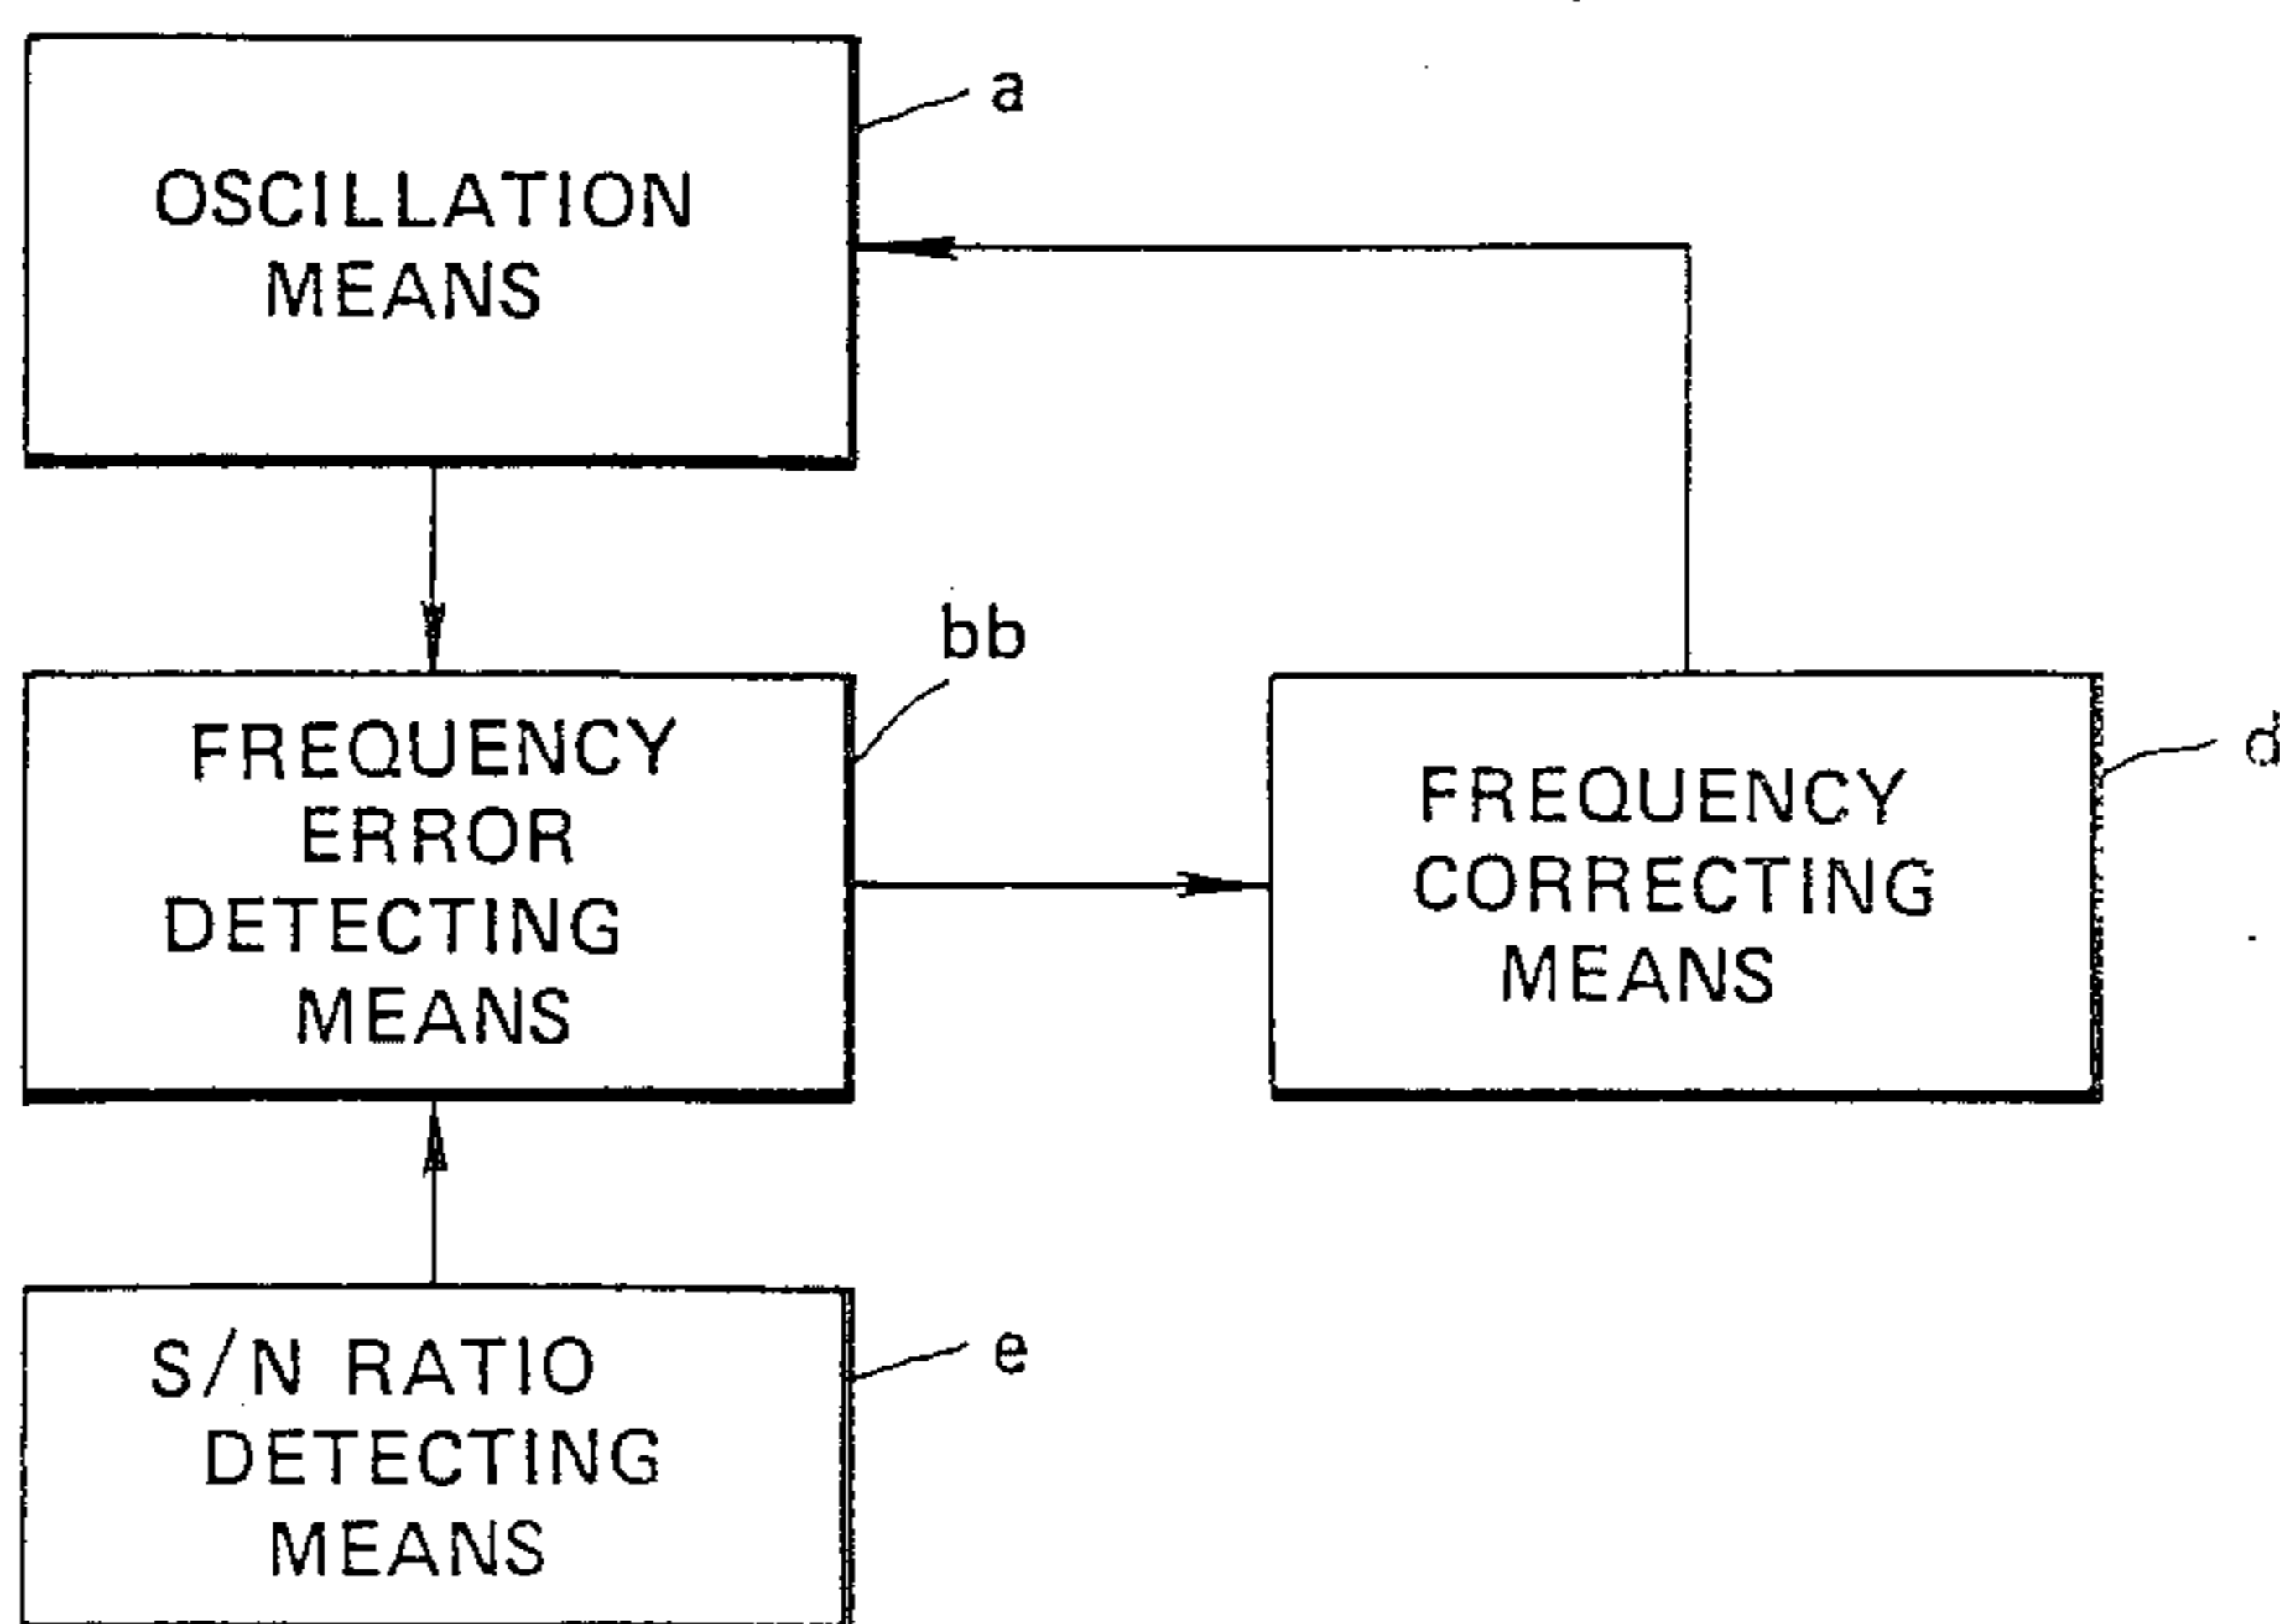 a
OSCILLATION
MEANS
bb
FREQUENCY
ERROR
DETECTING
MEANS
d
FREQUENCY
CORRECTING
MEANS
S/N RATIO
DETECTING
MEANS
e